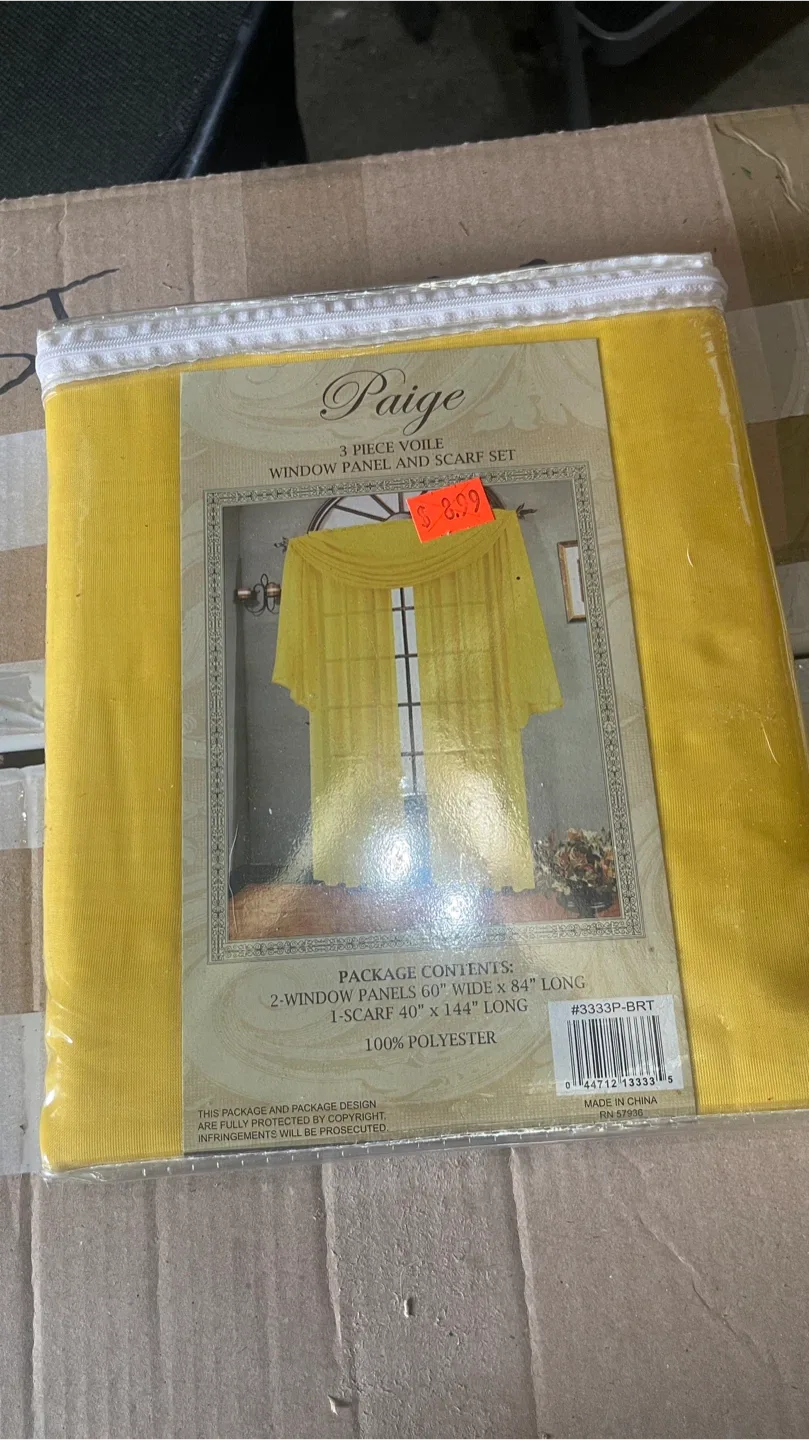 Paige
3 PIECE VOILE
WINDOW PANEL AND SCARF SET
$ 8.99
PACKAGE CONTENTS:
2-WINDOW PANELS 60" WIDE x 84" LONG
1-SCARF 40" x 144" LONG
100% POLYESTER
#3333P-BRT
0 44712 13333 5
THIS PACKAGE AND PACKAGE DESIGN
ARE FULLY PROTECTED BY COPYRIGHT.
INFRINGEMENTS WILL BE PROSECUTED.
MADE IN CHINA
RN 57936